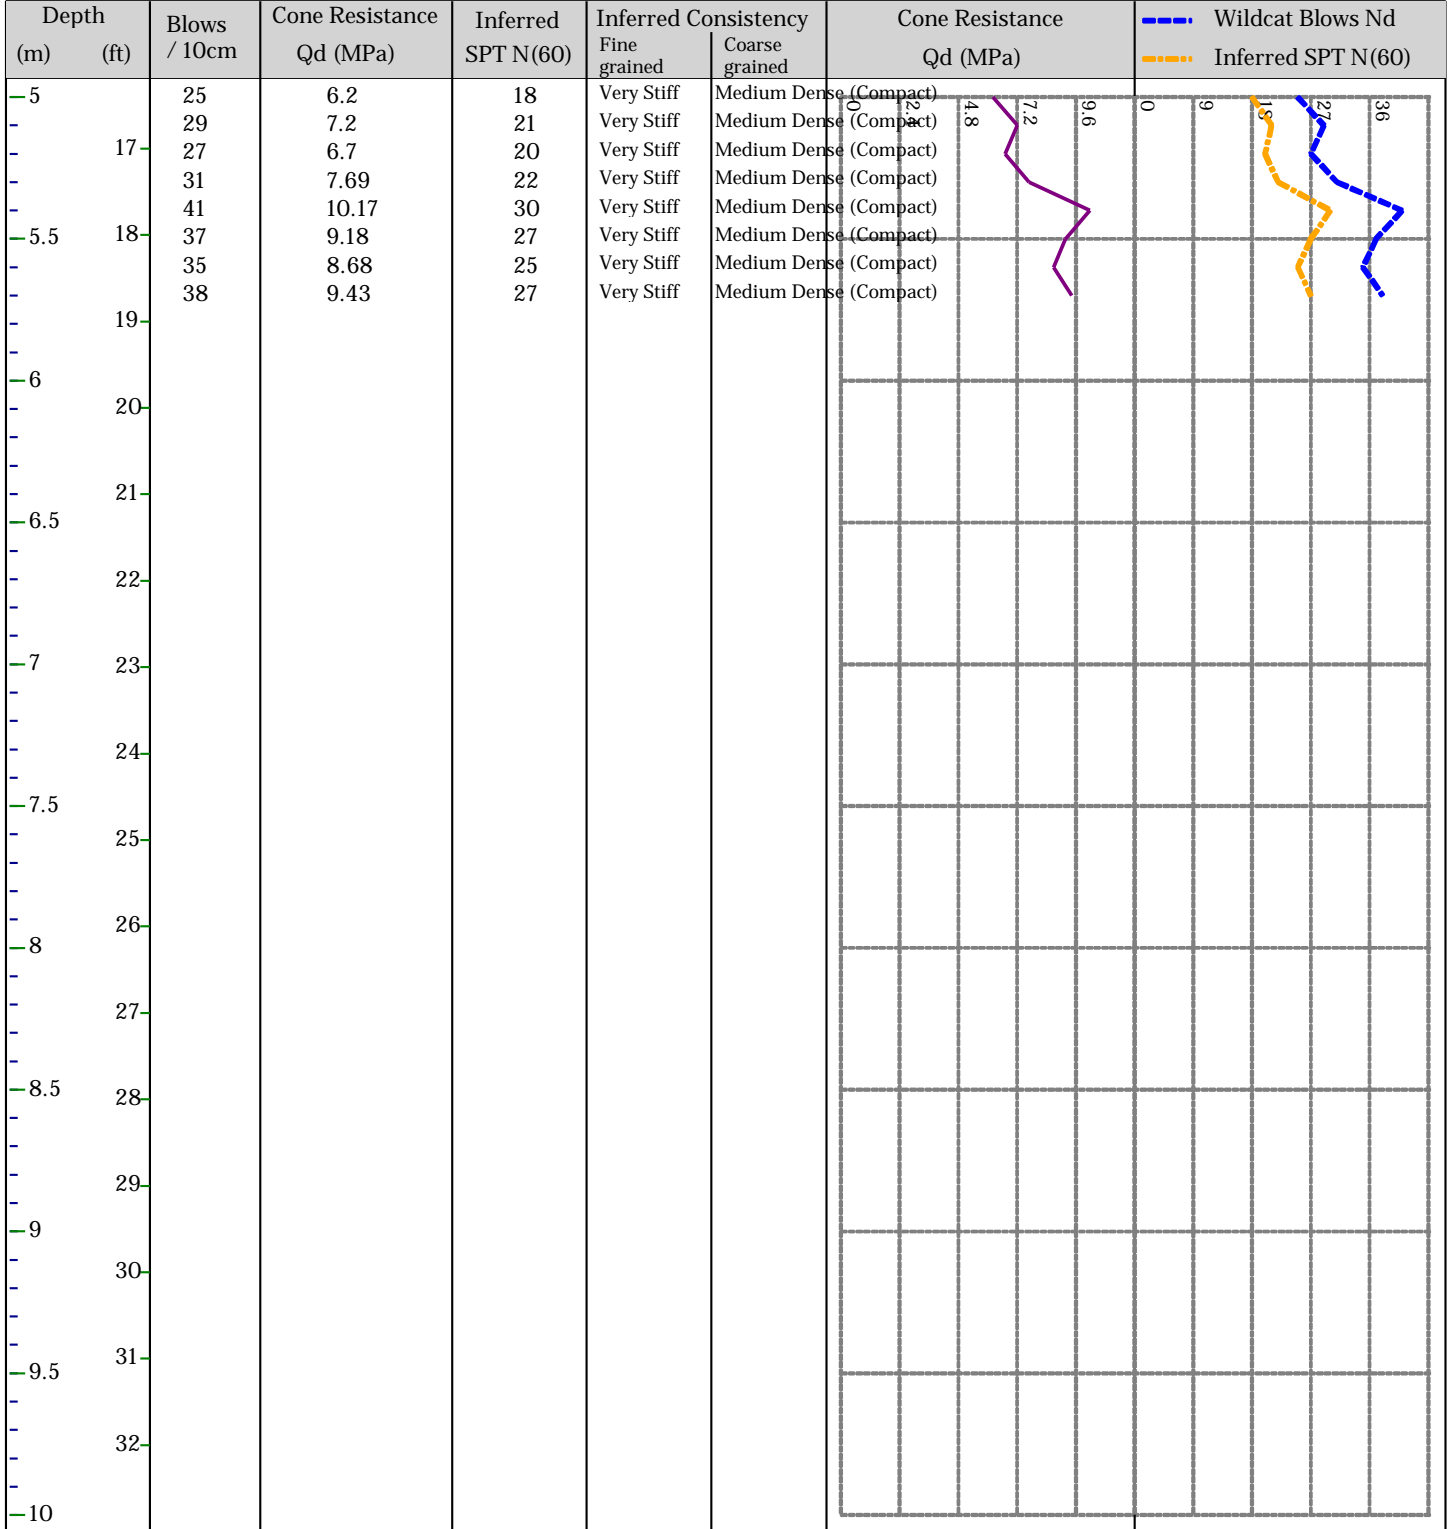 Depth
(m) (ft)
Blows
/ 10cm
Cone Resistance
Qd (MPa)
Inferred
SPT N(60)
Inferred Consistency
Fine
grained
Coarse
grained
Cone Resistance
Qd (MPa)
Wildcat Blows Nd
Inferred SPT N(60)
0 2.4 4.8 7.2 9.6 0 9 18 27 36
5 25 6.2 18 Very Stiff Medium Dense (Compact)
29 7.2 21 Very Stiff Medium Dense (Compact)
17 27 6.7 20 Very Stiff Medium Dense (Compact)
31 7.69 22 Very Stiff Medium Dense (Compact)
41 10.17 30 Very Stiff Medium Dense (Compact)
5.5 18 37 9.18 27 Very Stiff Medium Dense (Compact)
35 8.68 25 Very Stiff Medium Dense (Compact)
38 9.43 27 Very Stiff Medium Dense (Compact)
19
6
20
21
6.5
22
7
23
24
7.5
25
26
8
27
8.5
28
29
9
30
31
9.5
32
10